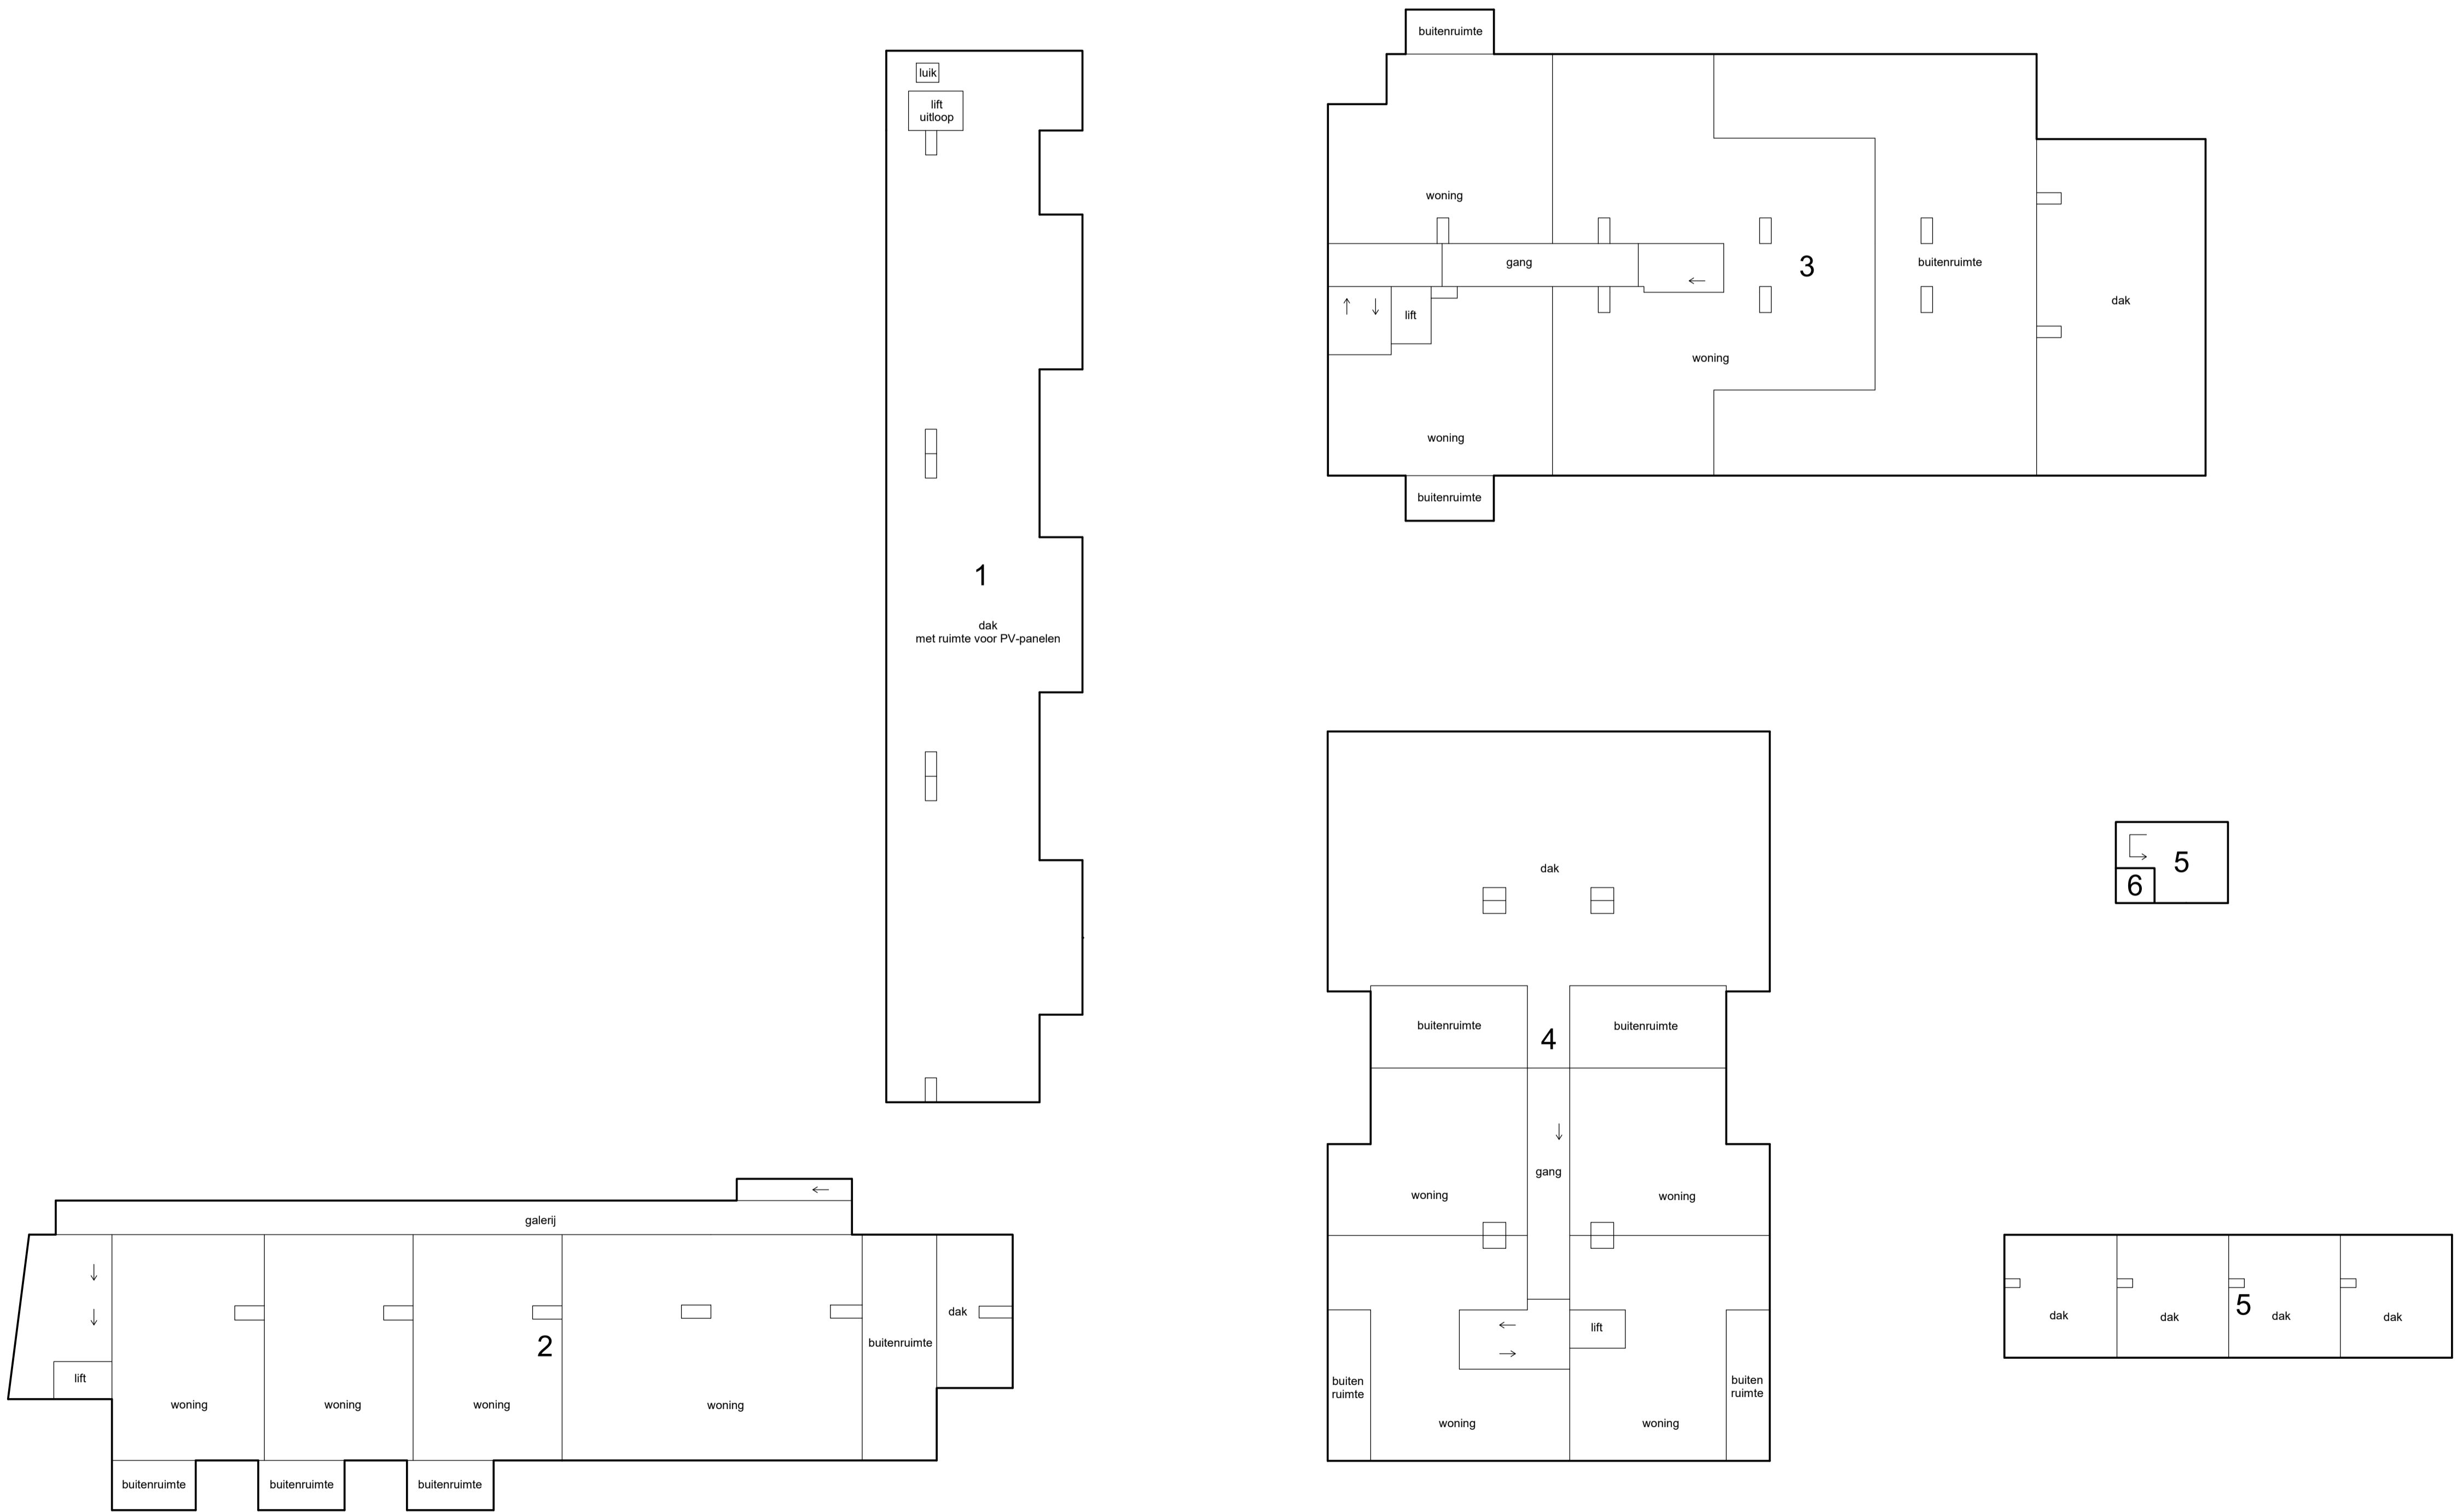 luik
lift
uitloop
1
dak
met ruimte voor PV-panelen
buitenruimte
woning
gang
3
buitenruimte
dak
lift
woning
woning
buitenruimte
galerij
dak
buitenruimte
2
lift
woning
woning
woning
woning
buitenruimte
buitenruimte
buitenruimte
dak
buitenruimte
buitenruimte
4
gang
woning
woning
lift
buiten
ruimte
buiten
ruimte
woning
woning
5
6
5
dak
dak
dak
dak